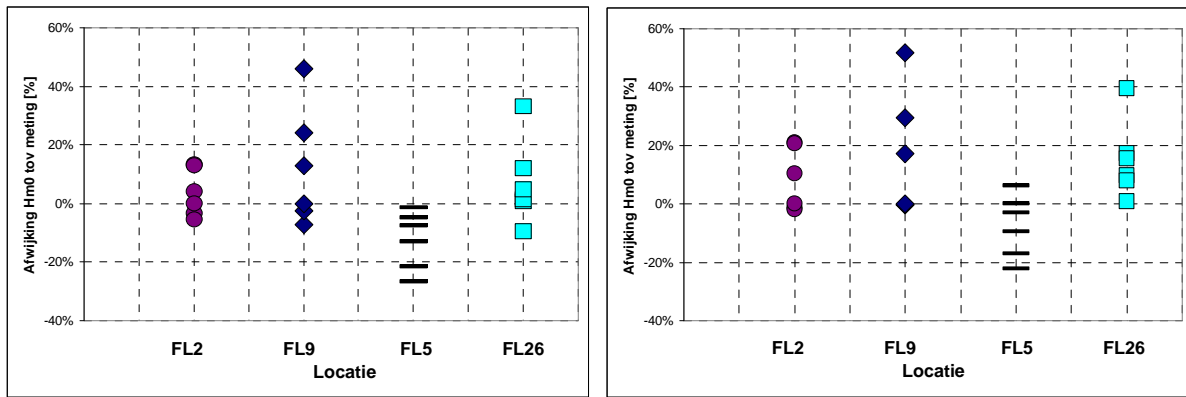 60%
40%
20%
0%
-20%
-40%
Afwijking Hm0 tov meting [%]
FL2 FL9 FL5 FL26
Locatie
60%
40%
20%
0%
-20%
-40%
Afwijking Hm0 tov meting [%]
FL2 FL9 FL5 FL26
Locatie